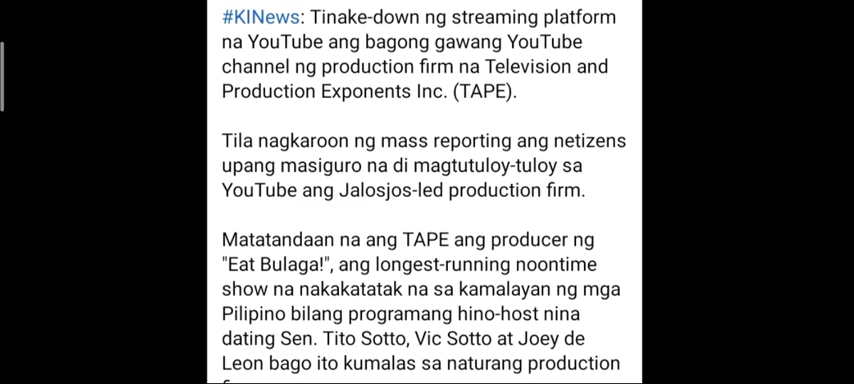 #KINews: Tinake-down ng streaming platform
na YouTube ang bagong gawang YouTube
channel ng production firm na Television and
Production Exponents Inc. (TAPE).
Tila nagkaroon ng mass reporting ang netizens
upang masiguro na di magtutuloy-tuloy sa
YouTube ang Jalosjos-led production firm.
Matatandaan na ang TAPE ang producer ng
"Eat Bulaga!", ang longest-running noontime
show na nakakatatak na sa kamalayan ng mga
Pilipino bilang programang hino-host nina
dating Sen. Tito Sotto, Vic Sotto at Joey de
Leon bago ito kumalas sa naturang production